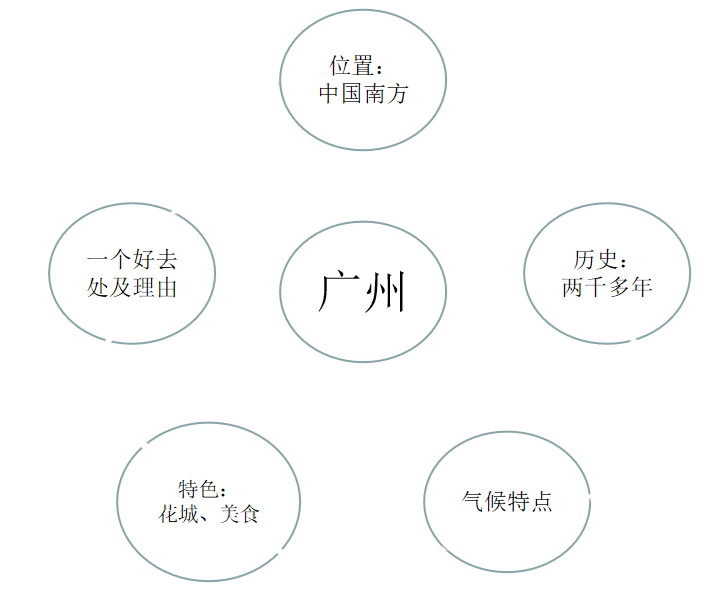 位置：
中国南方
一个好去
处及理由
广州
历史：
两千多年
特色：
花城、美食
气候特点